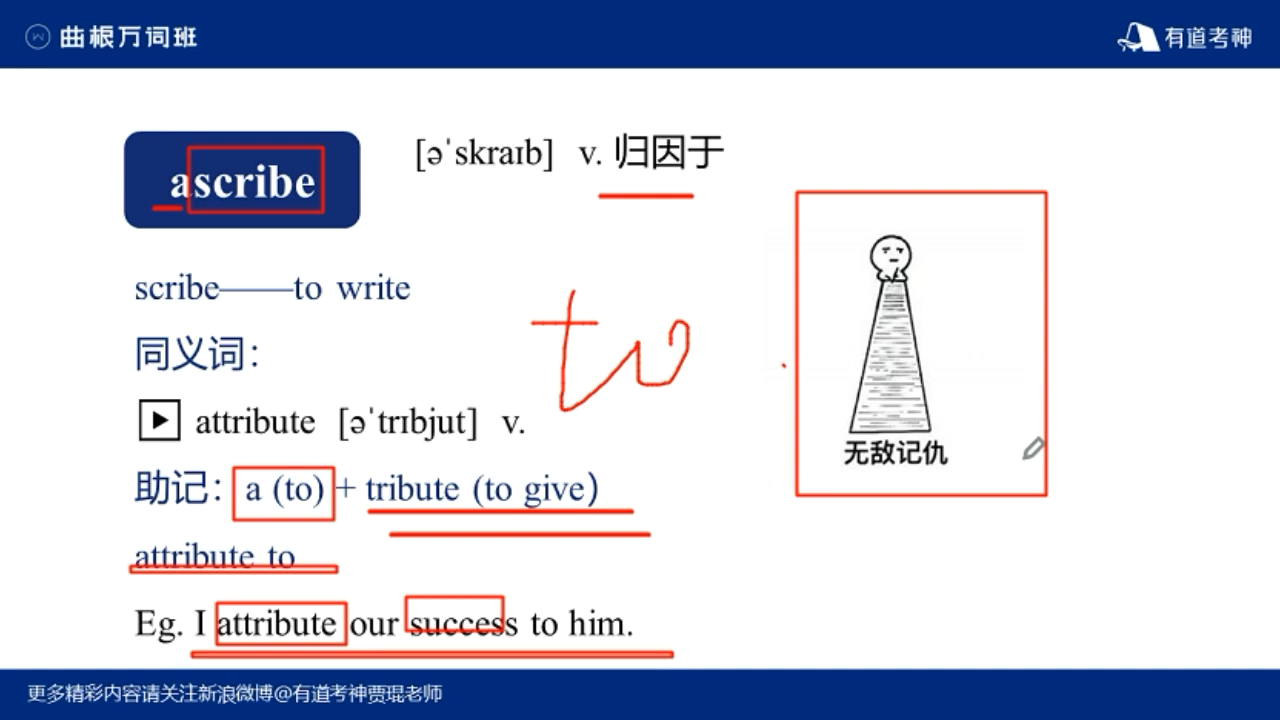 曲根万词班
有道考神
ascribe
[əˈskraɪb] v. 归因于
scribe——to write
to
同义词:
attribute [əˈtrɪbjut] v.
无敌记仇
助记: a (to) + tribute (to give)
attribute to
Eg. I attribute our success to him.
更多精彩内容请关注新浪微博@有道考神贾琨老师